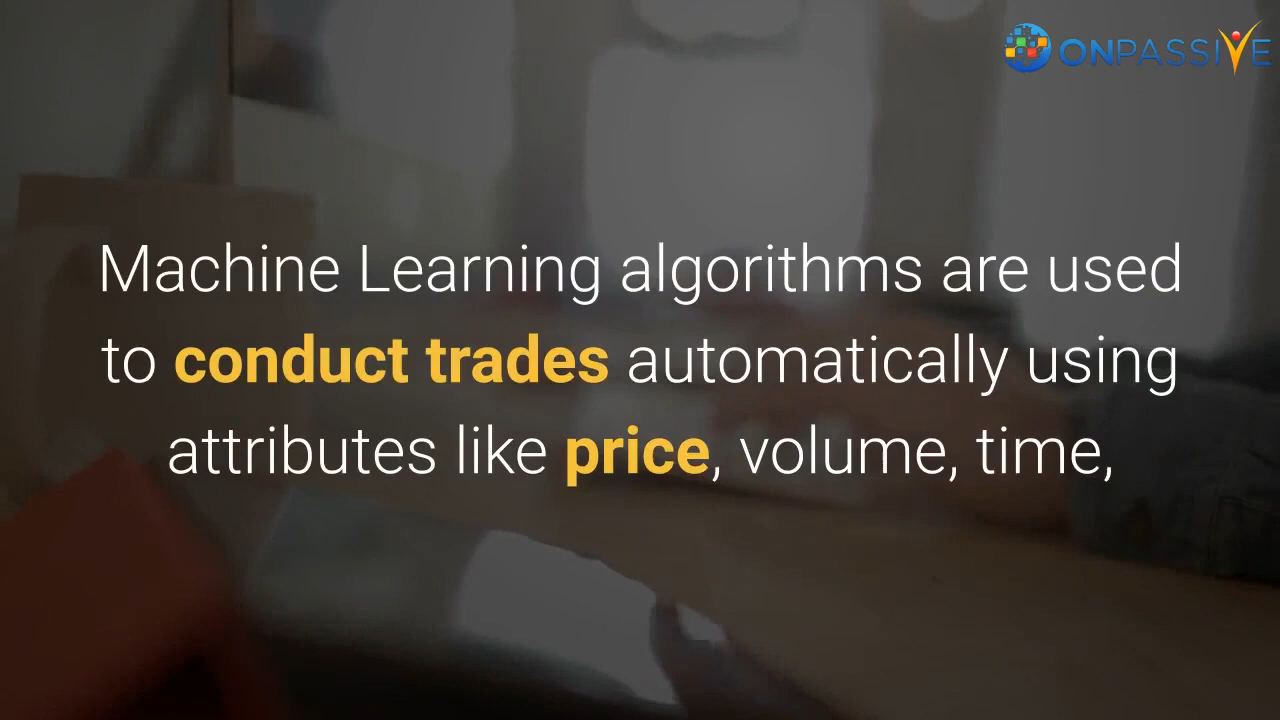 ONPASSIVE
Machine Learning algorithms are used
to conduct trades automatically using
attributes like price, volume, time,